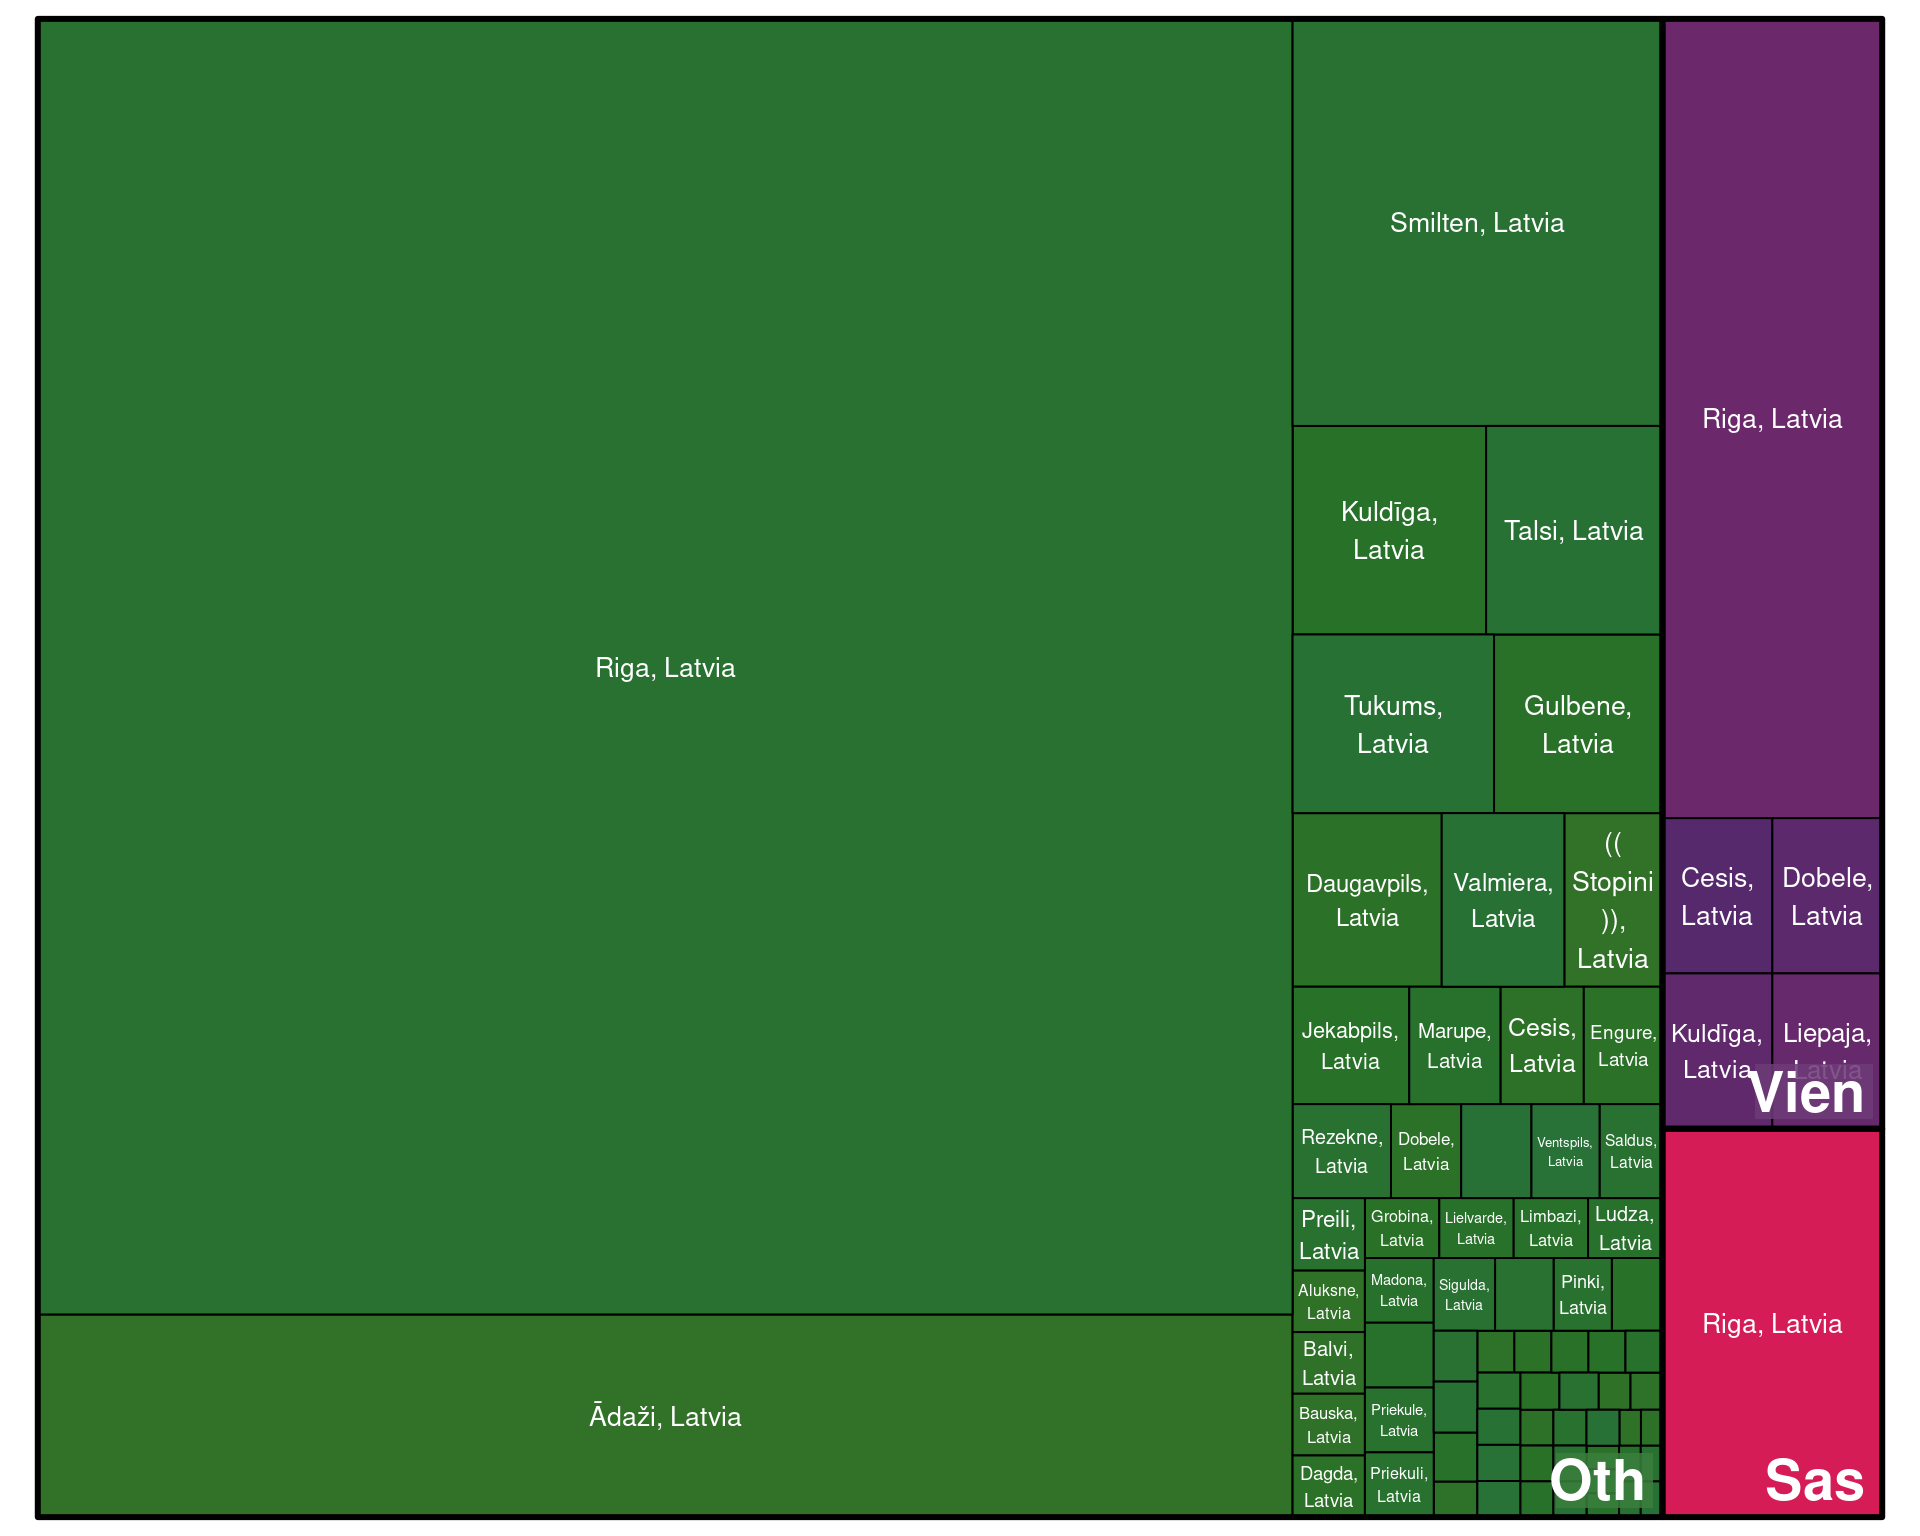 Riga, Latvia
Ādaži, Latvia
Smilten, Latvia
Kuldīga,
Latvia
Talsi, Latvia
Tukums,
Latvia
Gulbene,
Latvia
Daugavpils,
Latvia
Valmiera,
Latvia
((
Stopini
)),
Latvia
Jekabpils,
Latvia
Marupe,
Latvia
Cesis,
Latvia
Engure,
Latvia
Rezekne,
Latvia
Dobele,
Latvia
Ventspils,
Latvia
Saldus,
Latvia
Preili,
Latvia
Grobina,
Latvia
Lielvarde,
Latvia
Limbazi,
Latvia
Ludza,
Latvia
Aluksne,
Latvia
Madona,
Latvia
Sigulda,
Latvia
Pinki,
Latvia
Balvi,
Latvia
Bauska,
Latvia
Priekule,
Latvia
Dagda,
Latvia
Priekuli,
Latvia
Oth
Riga, Latvia
Cesis,
Latvia
Dobele,
Latvia
Kuldīga,
Latvia
Liepaja,
Latvia
Vien
Riga, Latvia
Sas